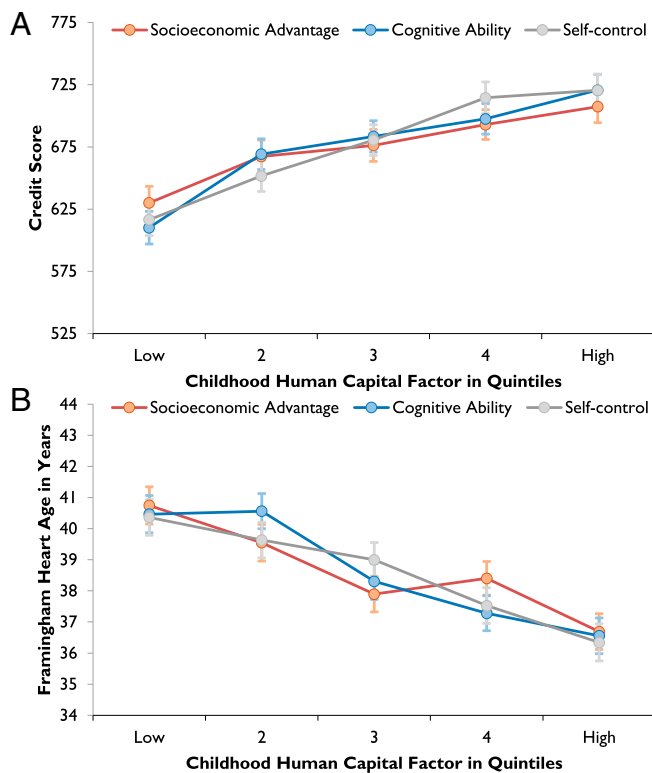 A
Socioeconomic Advantage Cognitive Ability Self-control
Credit Score
775
725
675
625
575
525
Low 2 3 4 High
Childhood Human Capital Factor in Quintiles
B
Socioeconomic Advantage Cognitive Ability Self-control
Framingham Heart Age in Years
44
43
42
41
40
39
38
37
36
35
34
Low 2 3 4 High
Childhood Human Capital Factor in Quintiles